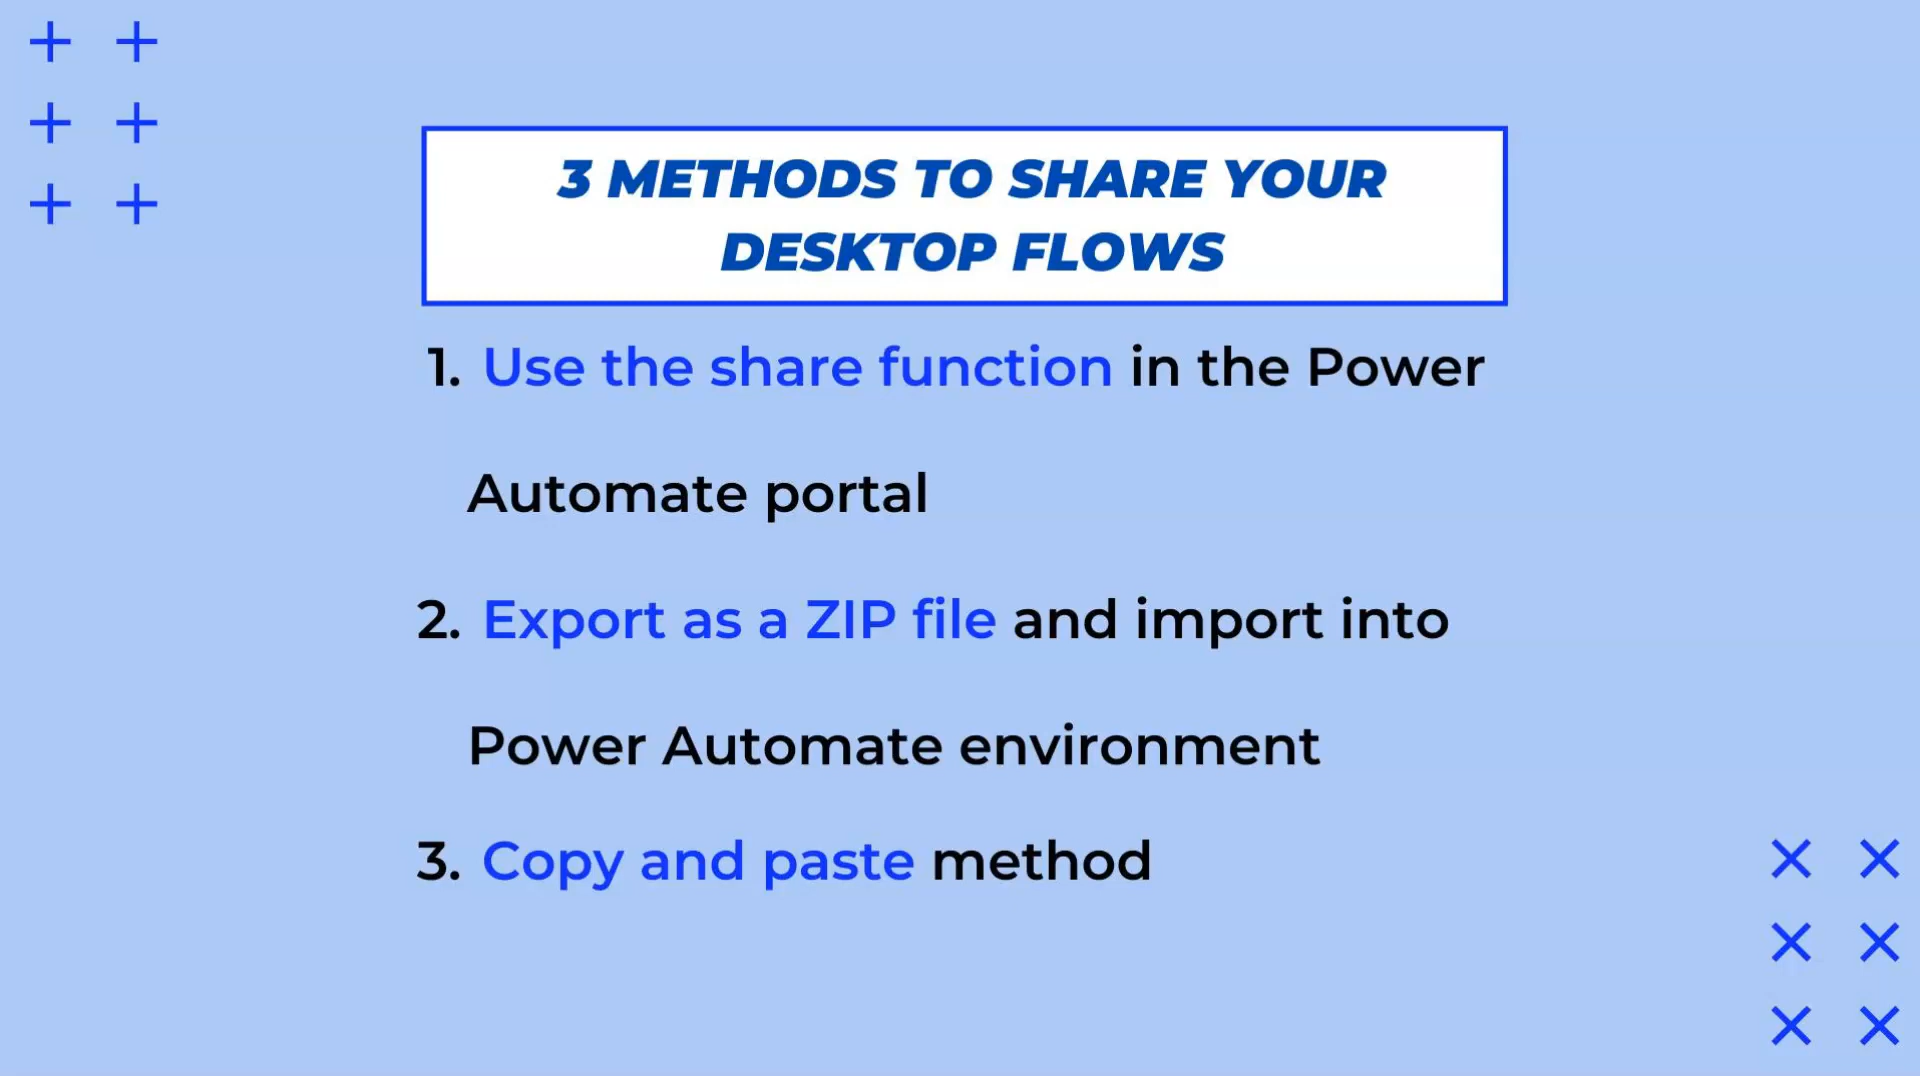 3 METHODS TO SHARE YOUR
DESKTOP FLOWS
1. Use the share function in the Power
Automate portal
2. Export as a ZIP file and import into
Power Automate environment
3. Copy and paste method